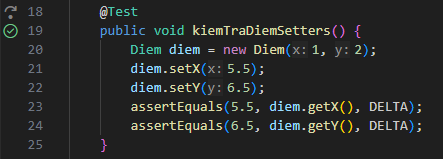 18 @Test
19 public void kiemTraDiemSetters() {
20 Diem diem = new Diem(x: 1, y: 2);
21 diem.setX(x: 5.5);
22 diem.setY(y: 6.5);
23 assertEquals(5.5, diem.getX(), DELTA);
24 assertEquals(6.5, diem.getY(), DELTA);
25 }